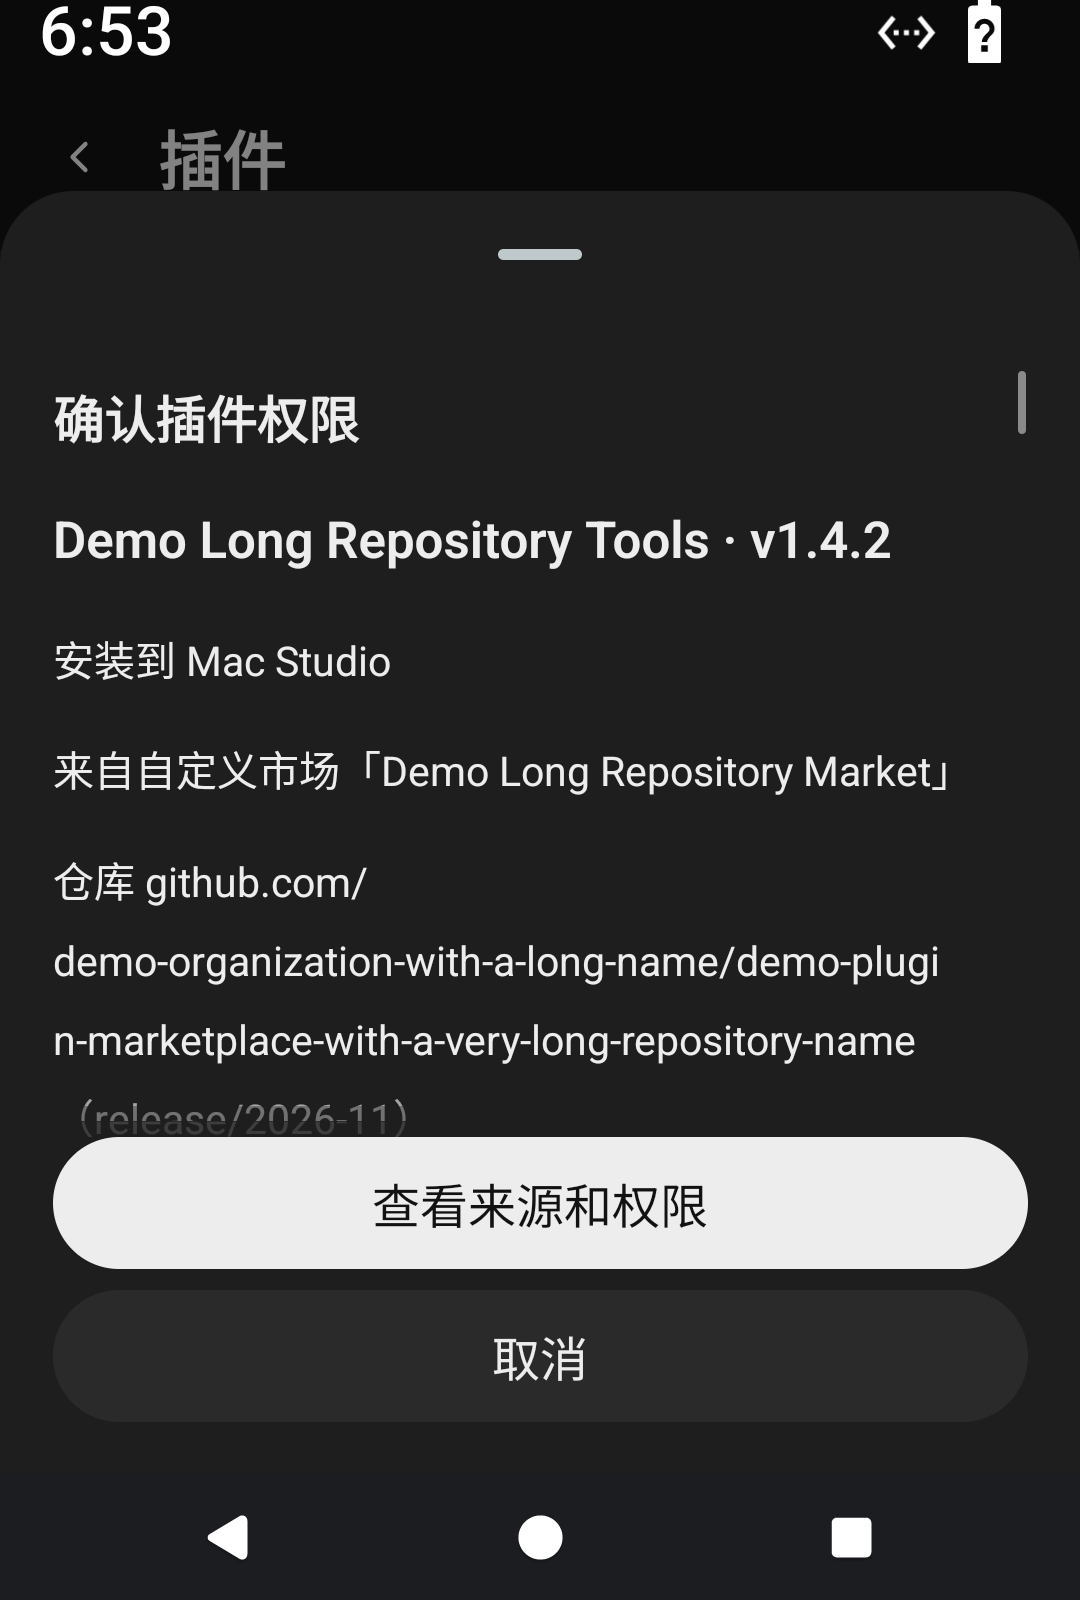 6:53
插件
确认插件权限
Demo Long Repository Tools · v1.4.2
安装到 Mac Studio
来自自定义市场「Demo Long Repository Market」
仓库 github.com/
demo-organization-with-a-long-name/demo-plugi
n-marketplace-with-a-very-long-repository-name
（release/2026-11）
查看来源和权限
取消